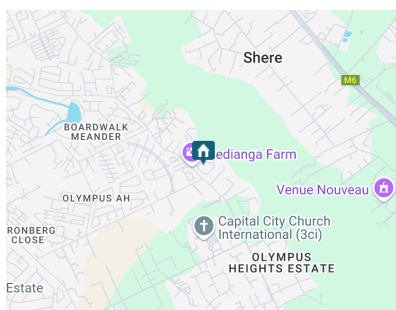 Shere
M6
BOARDWALK
MEANDER
edianga Farm
Venue Nouveau
OLYMPUS AH
Capital City Church
International (3ci)
RONBERG
CLOSE
OLYMPUS
HEIGHTS ESTATE
Estate